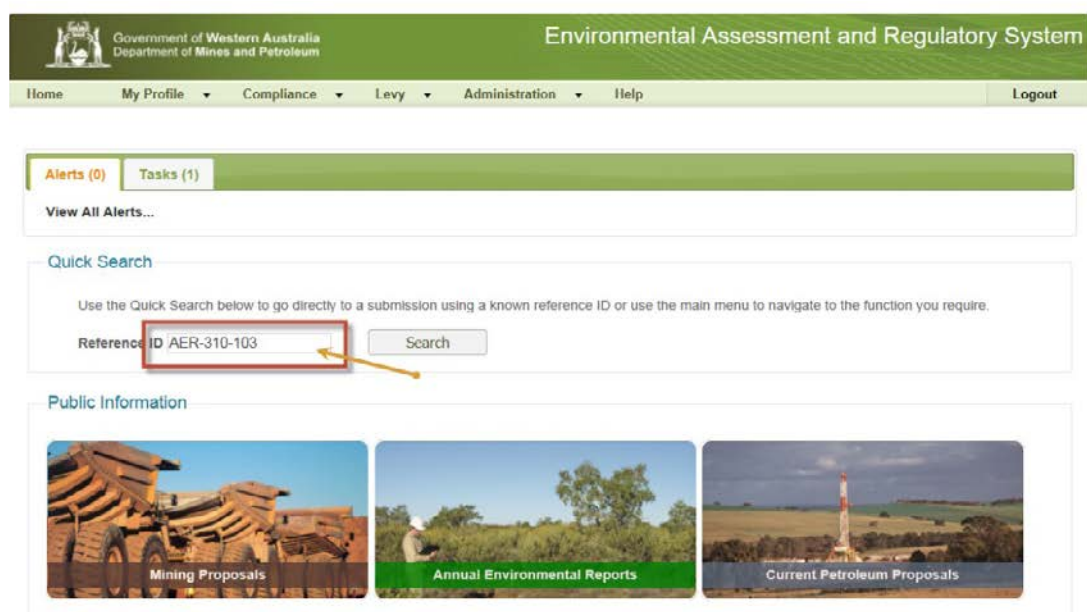 Government of Western Australia
Department of Mines and Petroleum
Environmental Assessment and Regulatory System
Home My Profile Compliance Levy Administration Help Logout
Alerts (0) Tasks (1)
View All Alerts...
Quick Search
Use the Quick Search below to go directly to a submission using a known reference ID or use the main menu to navigate to the function you require.
Reference ID AER-310-103 Search
Public Information
Mining Proposals Annual Environmental Reports Current Petroleum Proposals